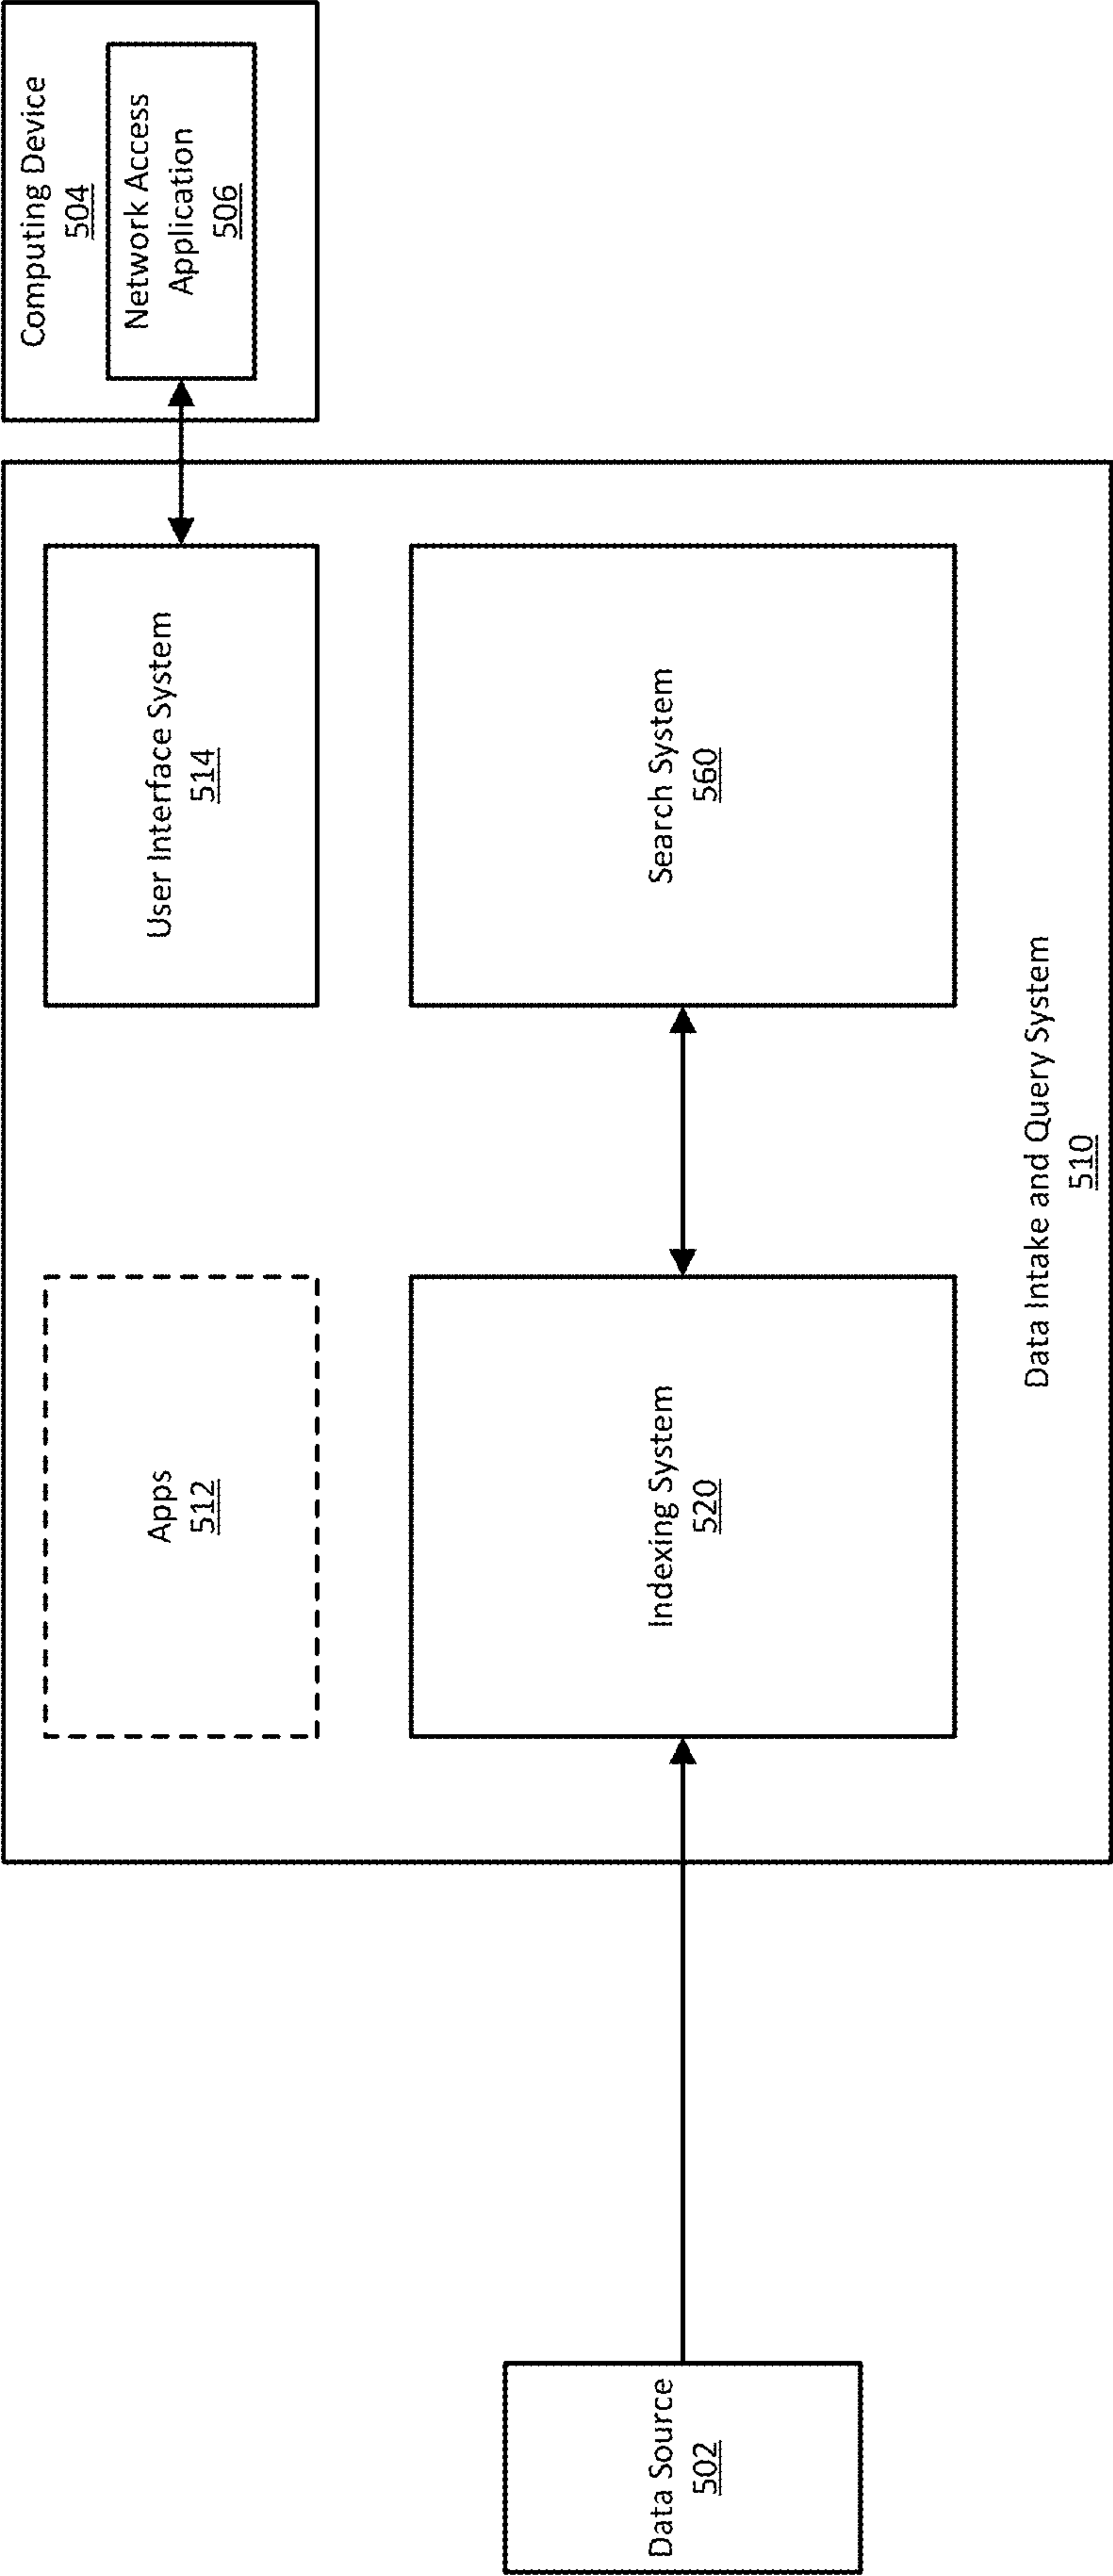 Computing Device
504
Network Access
Application
506
User Interface System
514
Apps
512
Search System
560
Indexing System
520
Data Intake and Query System
510
Data Source
502